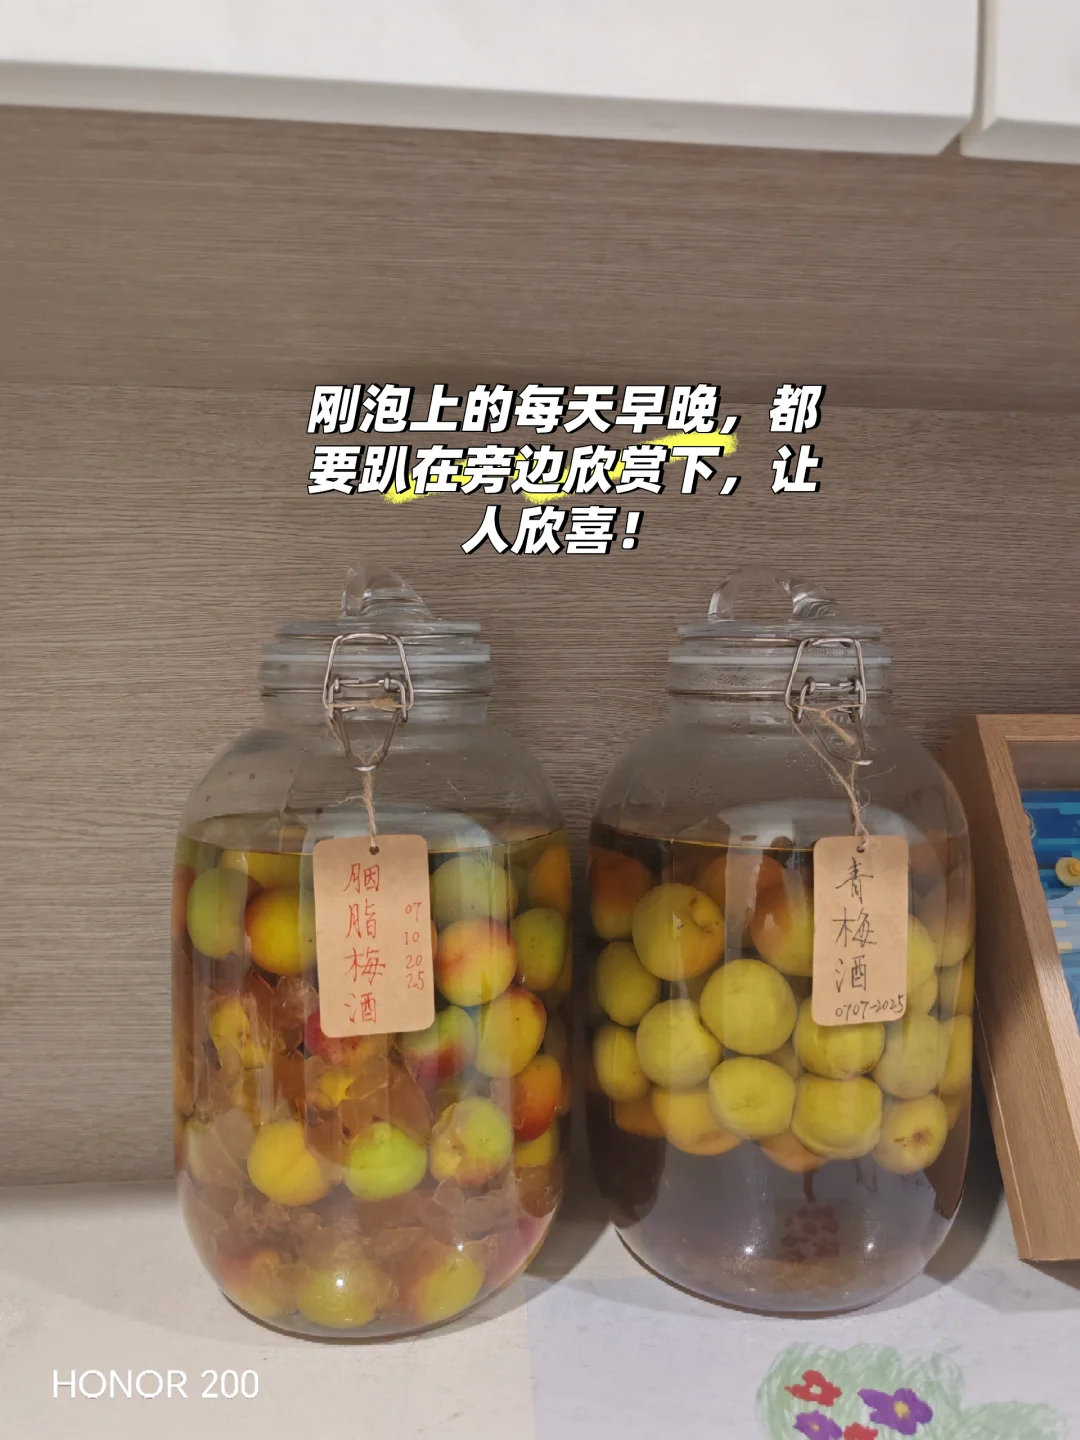 刚泡上的每天早晚，都
要趴在旁边欣赏下，让
人欣喜！
胭脂梅酒
07
10
20
25
青梅酒
0707-2025
HONOR 200